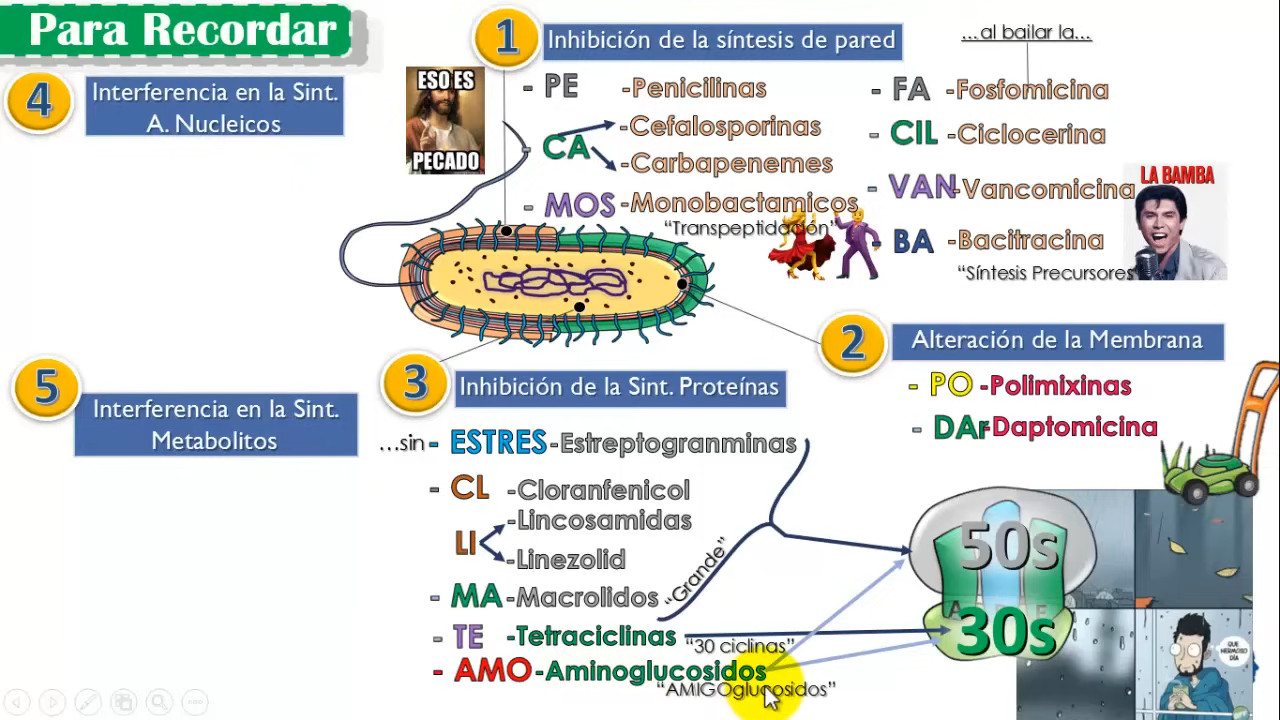 Para Recordar
4
Interferencia en la Sint.
A. Nucleicos
5
Interferencia en la Sint.
Metabolitos
1
Inhibición de la síntesis de pared
ESO ES
PECADO
- PE -Penicilinas
CA -Cefalosporinas
-Carbapenemes
- MOS -Monobactamicos
“Transpeptidación”
...al bailar la...
- FA -Fosfomicina
- CIL -Ciclocerina
- VAN -Vancomicina
- BA -Bacitracina
“Síntesis Precursores
LA BAMBA
2
Alteración de la Membrana
- PO -Polimixinas
- DAr -Daptomicina
3
Inhibición de la Sint. Proteínas
...sin - ESTRES -Estreptogranminas
- CL -Cloranfenicol
LI -Lincosamidas
-Linezolid
- MA -Macrolidos
“Grande”
- TE -Tetraciclinas
“30 ciclinas”
- AMO -Aminoglucosidos
“AMIGOglucosidos”
50s
30s
QUE
HERMOSO
DÍA